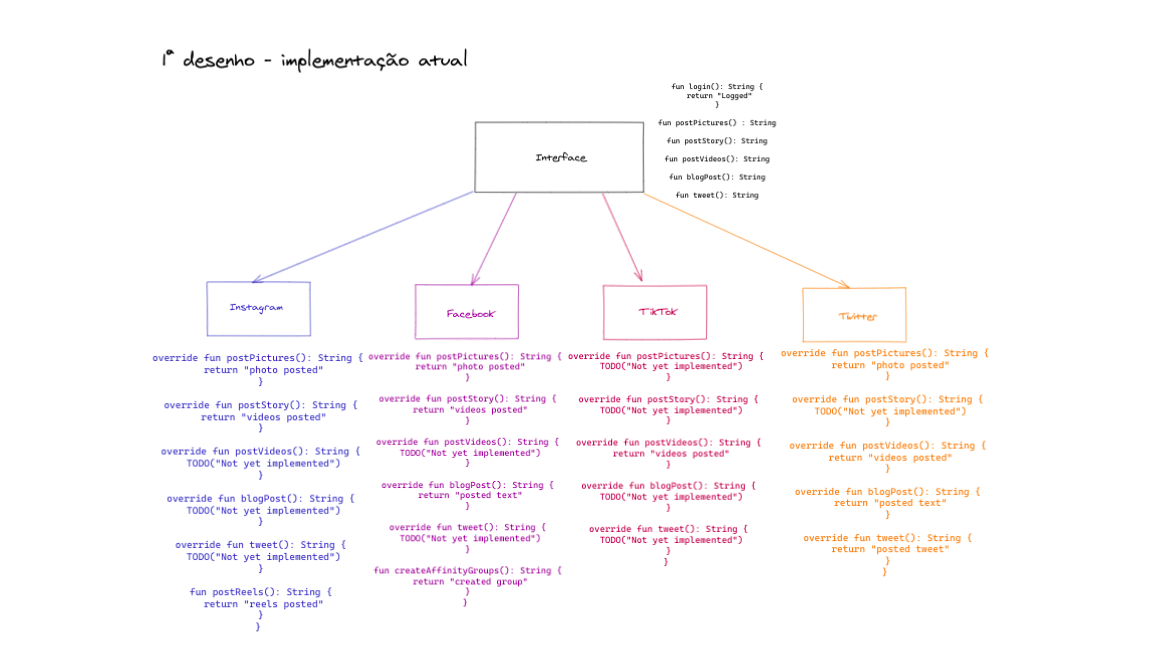 1ª desenho - implementação atual
fun login(): String {
return "Logged"
}
fun postPictures() : String
fun postStory(): String
fun postVideos(): String
fun blogPost(): String
fun tweet(): String
Interface
Instagram
override fun postPictures(): String {
return "photo posted"
}
override fun postStory(): String {
return "videos posted"
}
override fun postVideos(): String {
TODO("Not yet implemented")
}
override fun blogPost(): String {
TODO("Not yet implemented")
}
override fun tweet(): String {
TODO("Not yet implemented")
}
fun postReels(): String {
return "reels posted"
}
}
Facebook
override fun postPictures(): String {
return "photo posted"
}
override fun postStory(): String {
return "videos posted"
}
override fun postVideos(): String {
TODO("Not yet implemented")
}
override fun blogPost(): String {
return "posted text"
}
override fun tweet(): String {
TODO("Not yet implemented")
}
fun createAffinityGroups(): String {
return "created group"
}
}
TikTok
override fun postPictures(): String {
TODO("Not yet implemented")
}
override fun postStory(): String {
TODO("Not yet implemented")
}
override fun postVideos(): String {
return "videos posted"
}
override fun blogPost(): String {
TODO("Not yet implemented")
}
override fun tweet(): String {
TODO("Not yet implemented")
}
}
Twitter
override fun postPictures(): String {
return "photo posted"
}
override fun postStory(): String {
TODO("Not yet implemented")
}
override fun postVideos(): String {
return "videos posted"
}
override fun blogPost(): String {
return "posted text"
}
override fun tweet(): String {
return "posted tweet"
}
}